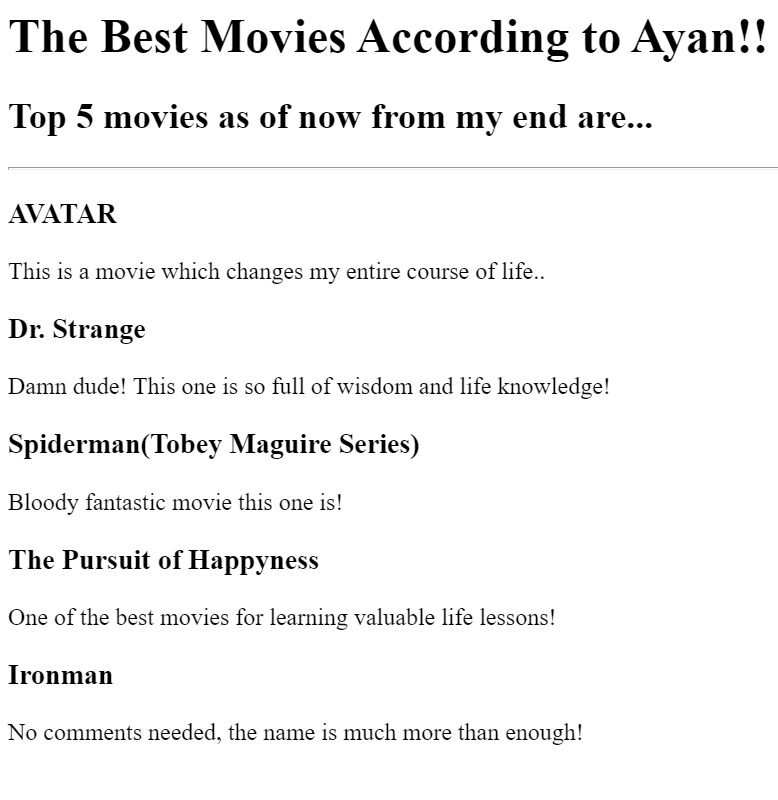 The Best Movies According to Ayan!!
Top 5 movies as of now from my end are...
AVATAR
This is a movie which changes my entire course of life..
Dr. Strange
Damn dude! This one is so full of wisdom and life knowledge!
Spiderman(Tobey Maguire Series)
Bloody fantastic movie this one is!
The Pursuit of Happyness
One of the best movies for learning valuable life lessons!
Ironman
No comments needed, the name is much more than enough!